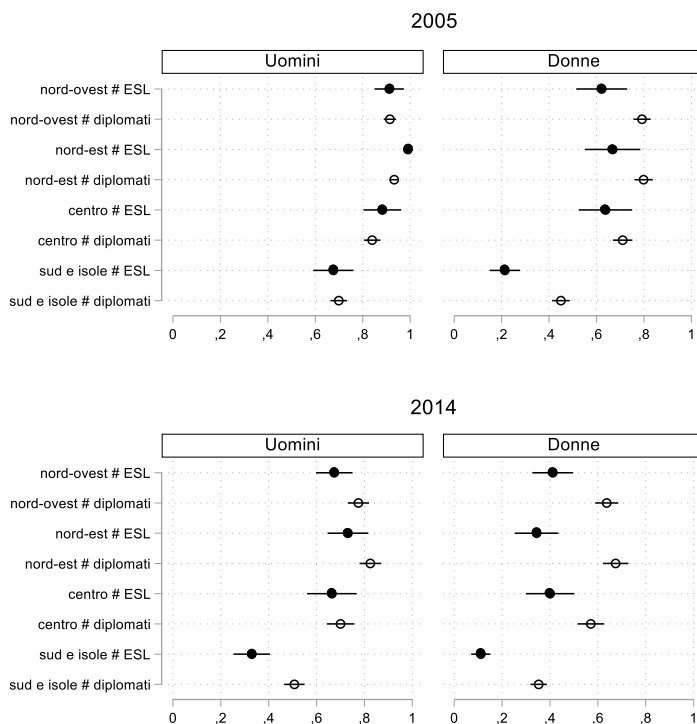 2005
Uomini Donne
nord-ovest # ESL
nord-ovest # diplomati
nord-est # ESL
nord-est # diplomati
centro # ESL
centro # diplomati
sud e isole # ESL
sud e isole # diplomati
0 ,2 ,4 ,6 ,8 1 0 ,2 ,4 ,6 ,8 1
2014
Uomini Donne
nord-ovest # ESL
nord-ovest # diplomati
nord-est # ESL
nord-est # diplomati
centro # ESL
centro # diplomati
sud e isole # ESL
sud e isole # diplomati
0 ,2 ,4 ,6 ,8 1 0 ,2 ,4 ,6 ,8 1